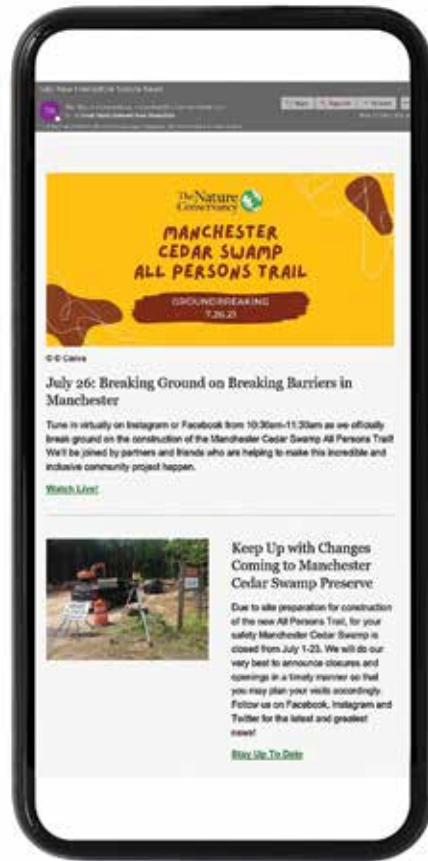 The Nature
Conservancy
MANCHESTER
CEDAR SWAMP
ALL PERSONS TRAIL
GROUNDBREAKING
7.26.21
© © Canva
July 26: Breaking Ground on Breaking Barriers in
Manchester
Tune in virtually on Instagram or Facebook from 10:30am-11:30am as we officially
break ground on the construction of the Manchester Cedar Swamp All Persons Trail!
We'll be joined by partners and friends who are helping to make this incredible and
inclusive community project happen.
Watch Live!
Keep Up with Changes
Coming to Manchester
Cedar Swamp Preserve
Due to site preparation for construction
of the new All Persons Trail, for your
safety Manchester Cedar Swamp is
closed from July 1-23. We will do our
very best to announce closures and
openings in a timely manner so that
you may plan your visits accordingly.
Follow us on Facebook, Instagram and
Twitter for the latest and greatest
news!
Stay Up To Date